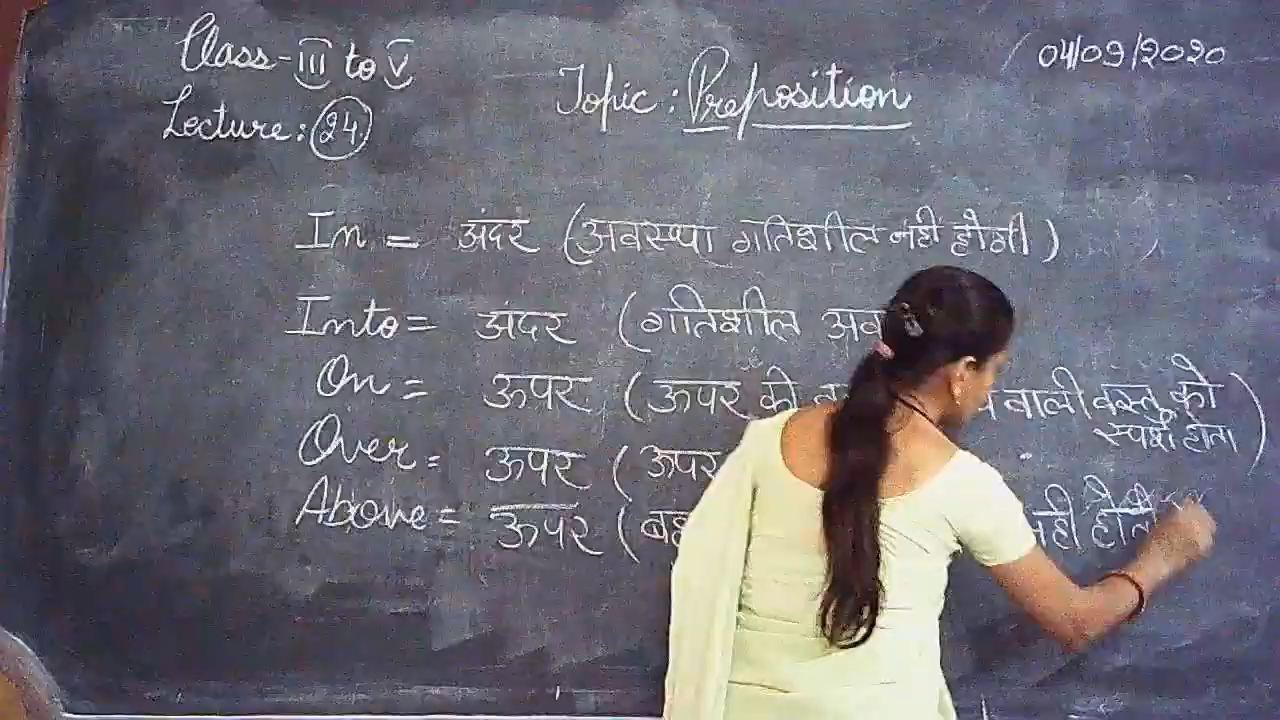 Class-III to V
04/09/2020
Topic: Preposition
Lecture: 24
In = अंदर (अवस्था गतिशील नही होगी)
Into = अंदर (गतिशील
On = ऊपर (ऊपर की वाली वस्तु को
स्पर्श होता)
Over = ऊपर (ऊपर
Above = ऊपर (